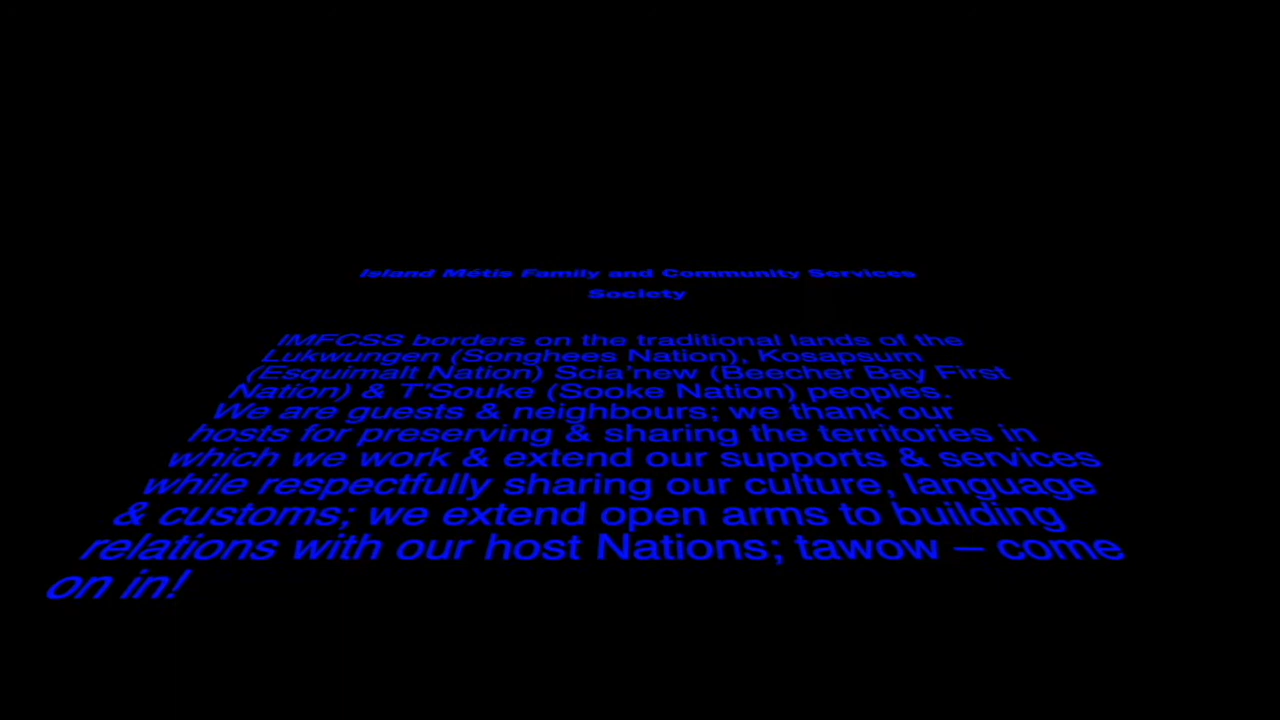 Island Métis Family and Community Services
Society
IMFCSS borders on the traditional lands of the
Lukwungen (Songhees Nation), Kosapsum
(Esquimalt Nation) Scia'new (Beecher Bay First
Nation) & T'Souke (Sooke Nation) peoples.
We are guests & neighbours; we thank our
hosts for preserving & sharing the territories in
which we work & extend our supports & services
while respectfully sharing our culture, language
& customs; we extend open arms to building
relations with our host Nations; tawow – come
on in!